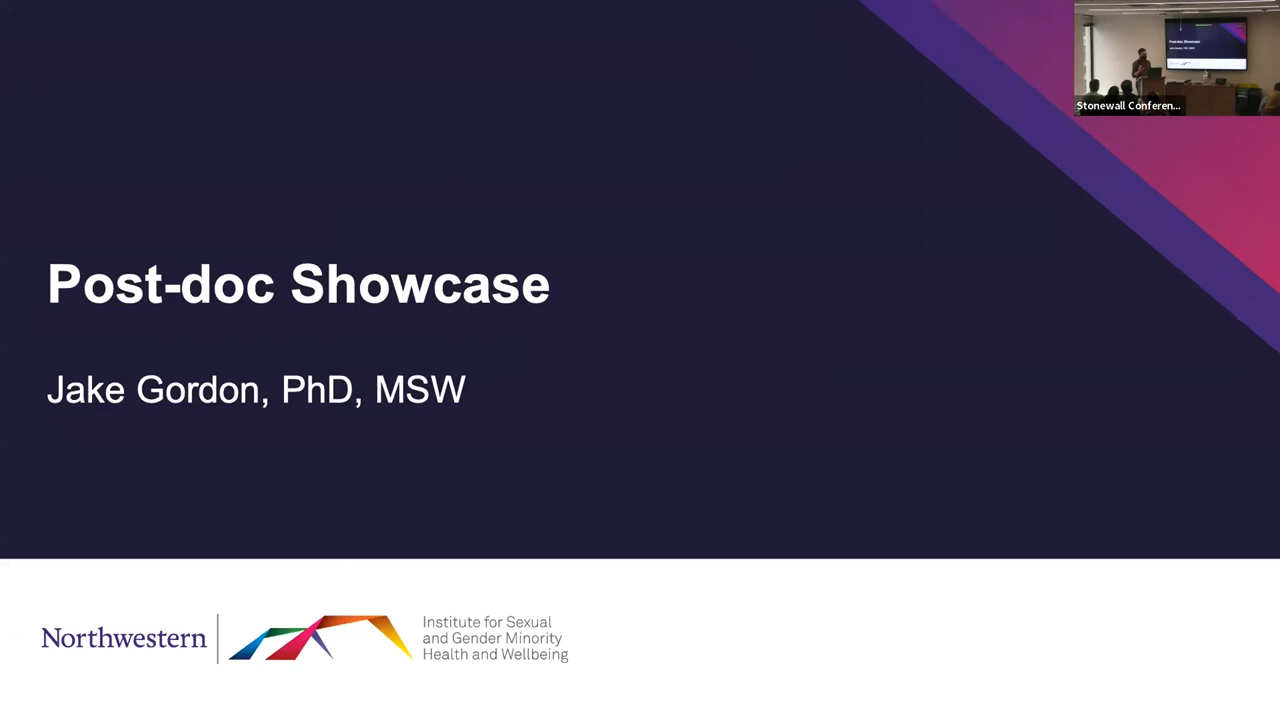 Stonewall Conferen...
Post-doc Showcase
Jake Gordon, PhD, MSW
Northwestern
Institute for Sexual
and Gender Minority
Health and Wellbeing